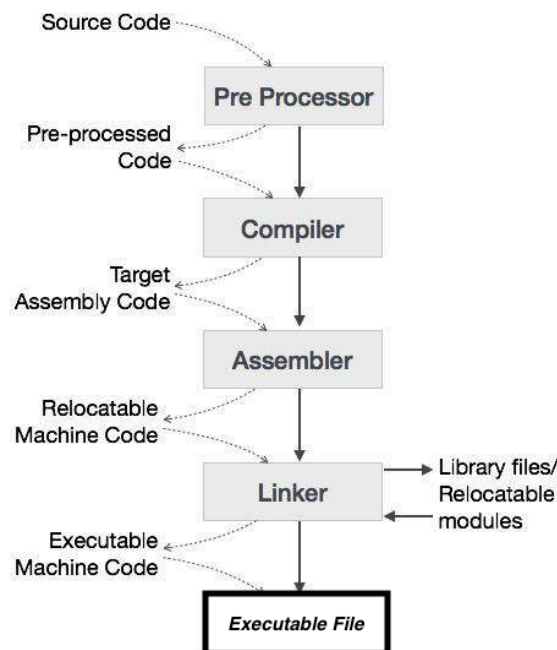 Source Code
Pre Processor
Pre-processed
Code
Compiler
Target
Assembly Code
Assembler
Relocatable
Machine Code
Linker
Library files/
Relocatable
modules
Executable
Machine Code
Executable File